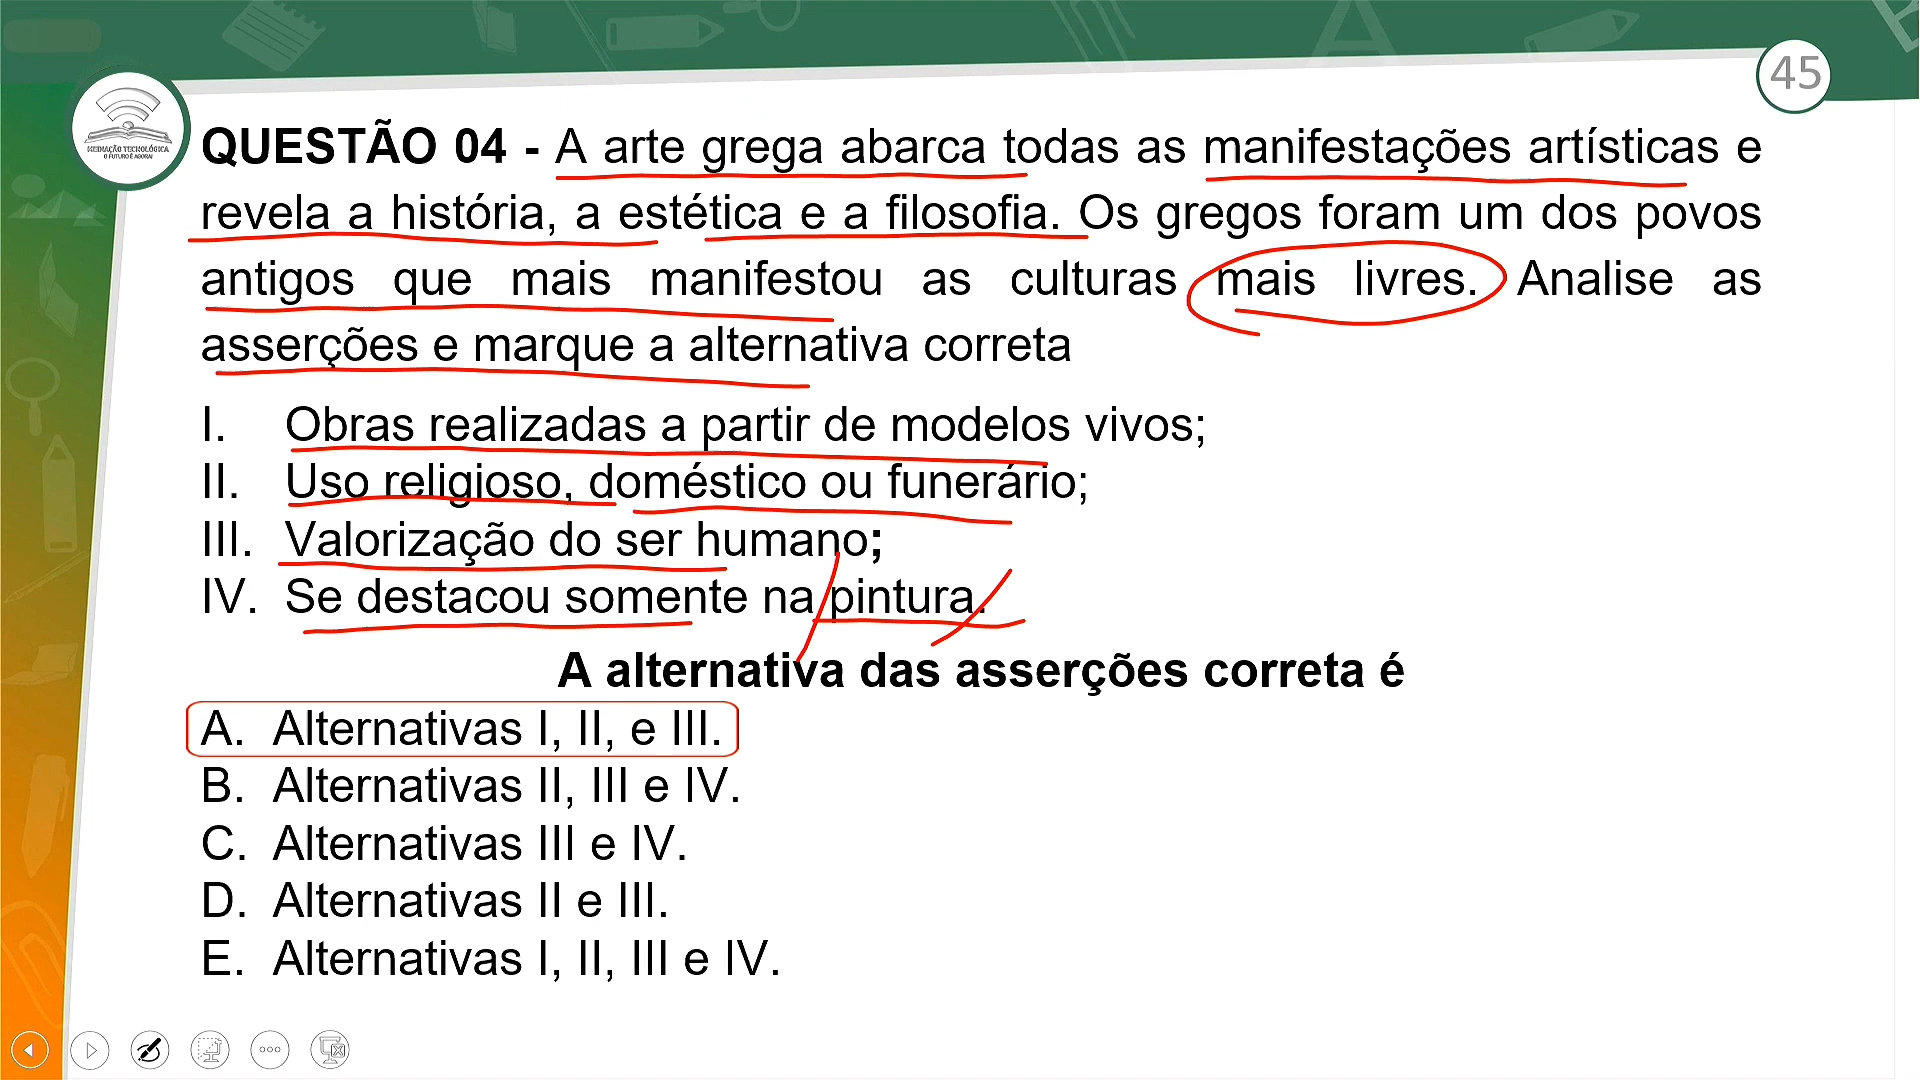 45
MEDIAÇÃO TECNOLÓGICA
O FUTURO É AGORA!
QUESTÃO 04 - A arte grega abarca todas as manifestações artísticas e
revela a história, a estética e a filosofia. Os gregos foram um dos povos
antigos que mais manifestou as culturas mais livres. Analise as
asserções e marque a alternativa correta
I. Obras realizadas a partir de modelos vivos;
II. Uso religioso, doméstico ou funerário;
III. Valorização do ser humano;
IV. Se destacou somente na pintura.
A alternativa das asserções correta é
A. Alternativas I, II, e III.
B. Alternativas II, III e IV.
C. Alternativas III e IV.
D. Alternativas II e III.
E. Alternativas I, II, III e IV.